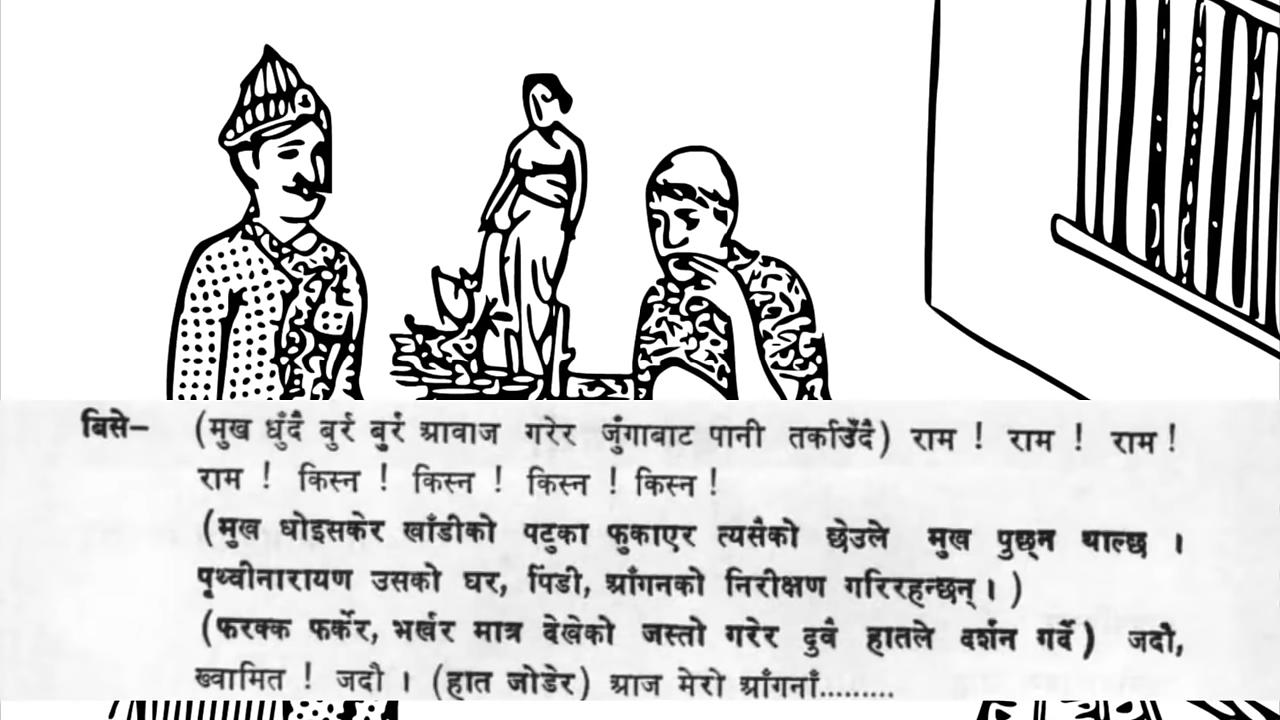 बिसे– (मुख धुँदै बुर्र बुर्र आवाज गरेर जुंगाबाट पानी तर्काउँदै) राम ! राम ! राम !
राम ! किस्न ! किस्न ! किस्न ! किस्न !
(मुख धोइसकेर खाँडीको पटुका फुकाएर त्यसैको छेउले मुख पुछ्न थाल्छ ।
पृथ्वीनारायण उसको घर, पिंडी, आँगनको निरीक्षण गरिरहन्छन् । )
(फरक्क फर्केर, भर्खर मात्र देखेको जस्तो गरेर दुवै हातले दर्शन गर्दै ) जदौ,
ख्वामित ! जदौ । (हात जोडेर) आज मेरो आँगनाँ.........